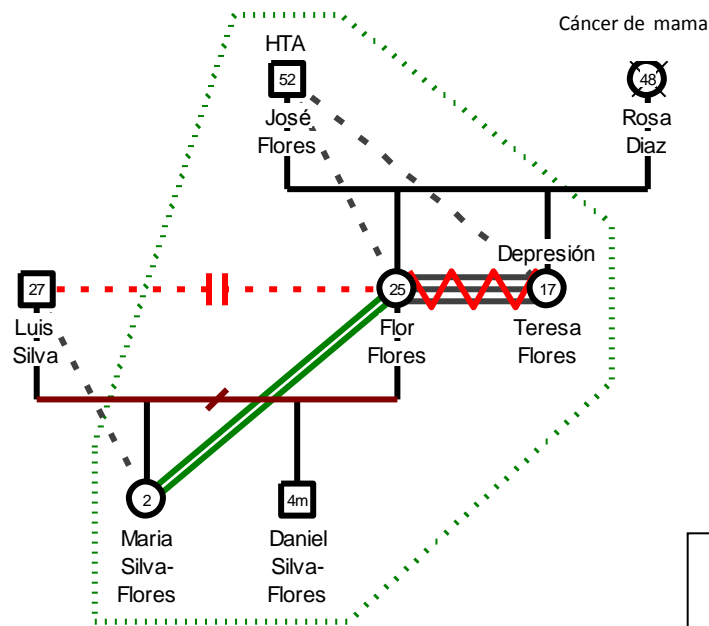 Cáncer de mama
HTA
52
48
José
Flores
Rosa
Diaz
Depresión
27
25
17
Luis
Silva
Flor
Flores
Teresa
Flores
2
4m
Maria
Silva-
Flores
Daniel
Silva-
Flores